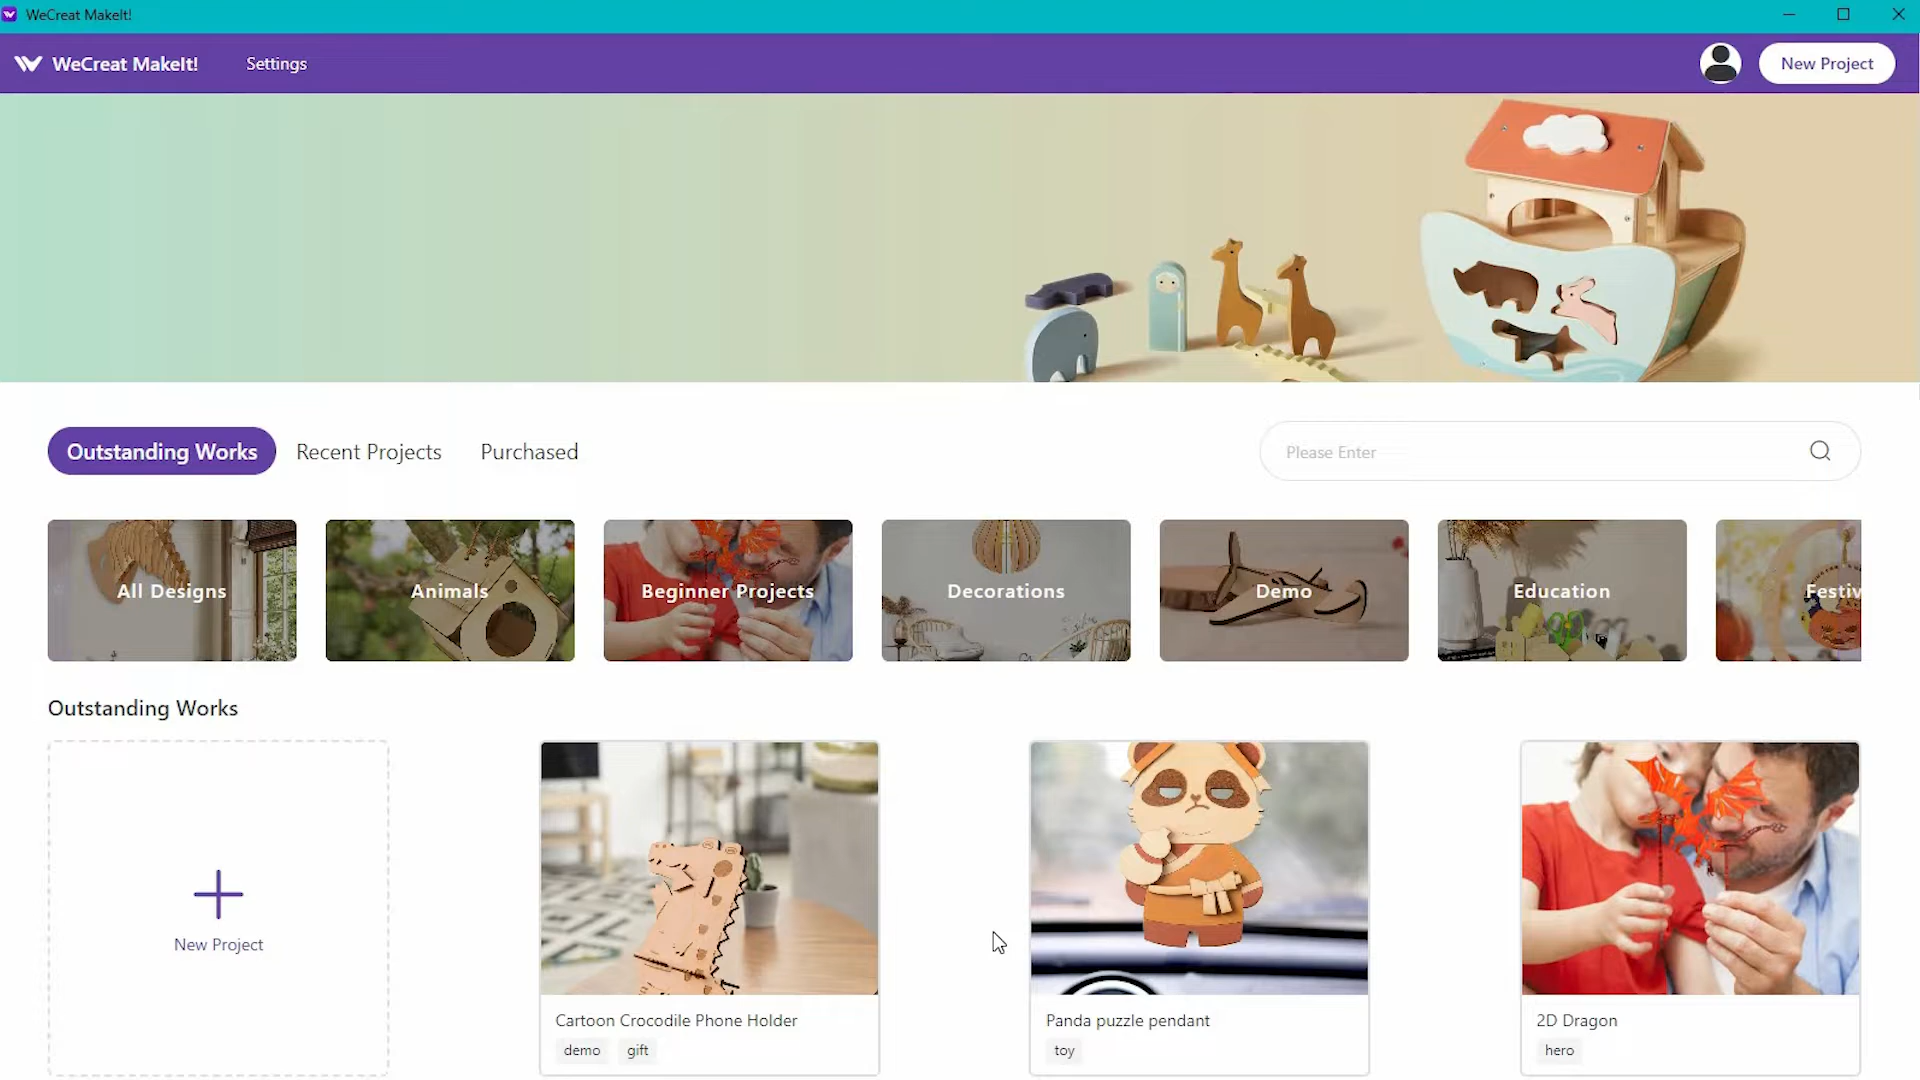 WeCreat MakeIt!
WeCreat MakeIt!
Settings
New Project
Outstanding Works
Recent Projects
Purchased
Please Enter
All Designs
Animals
Beginner Projects
Decorations
Demo
Education
Festiv
Outstanding Works
New Project
Cartoon Crocodile Phone Holder
demo
gift
Panda puzzle pendant
toy
2D Dragon
hero